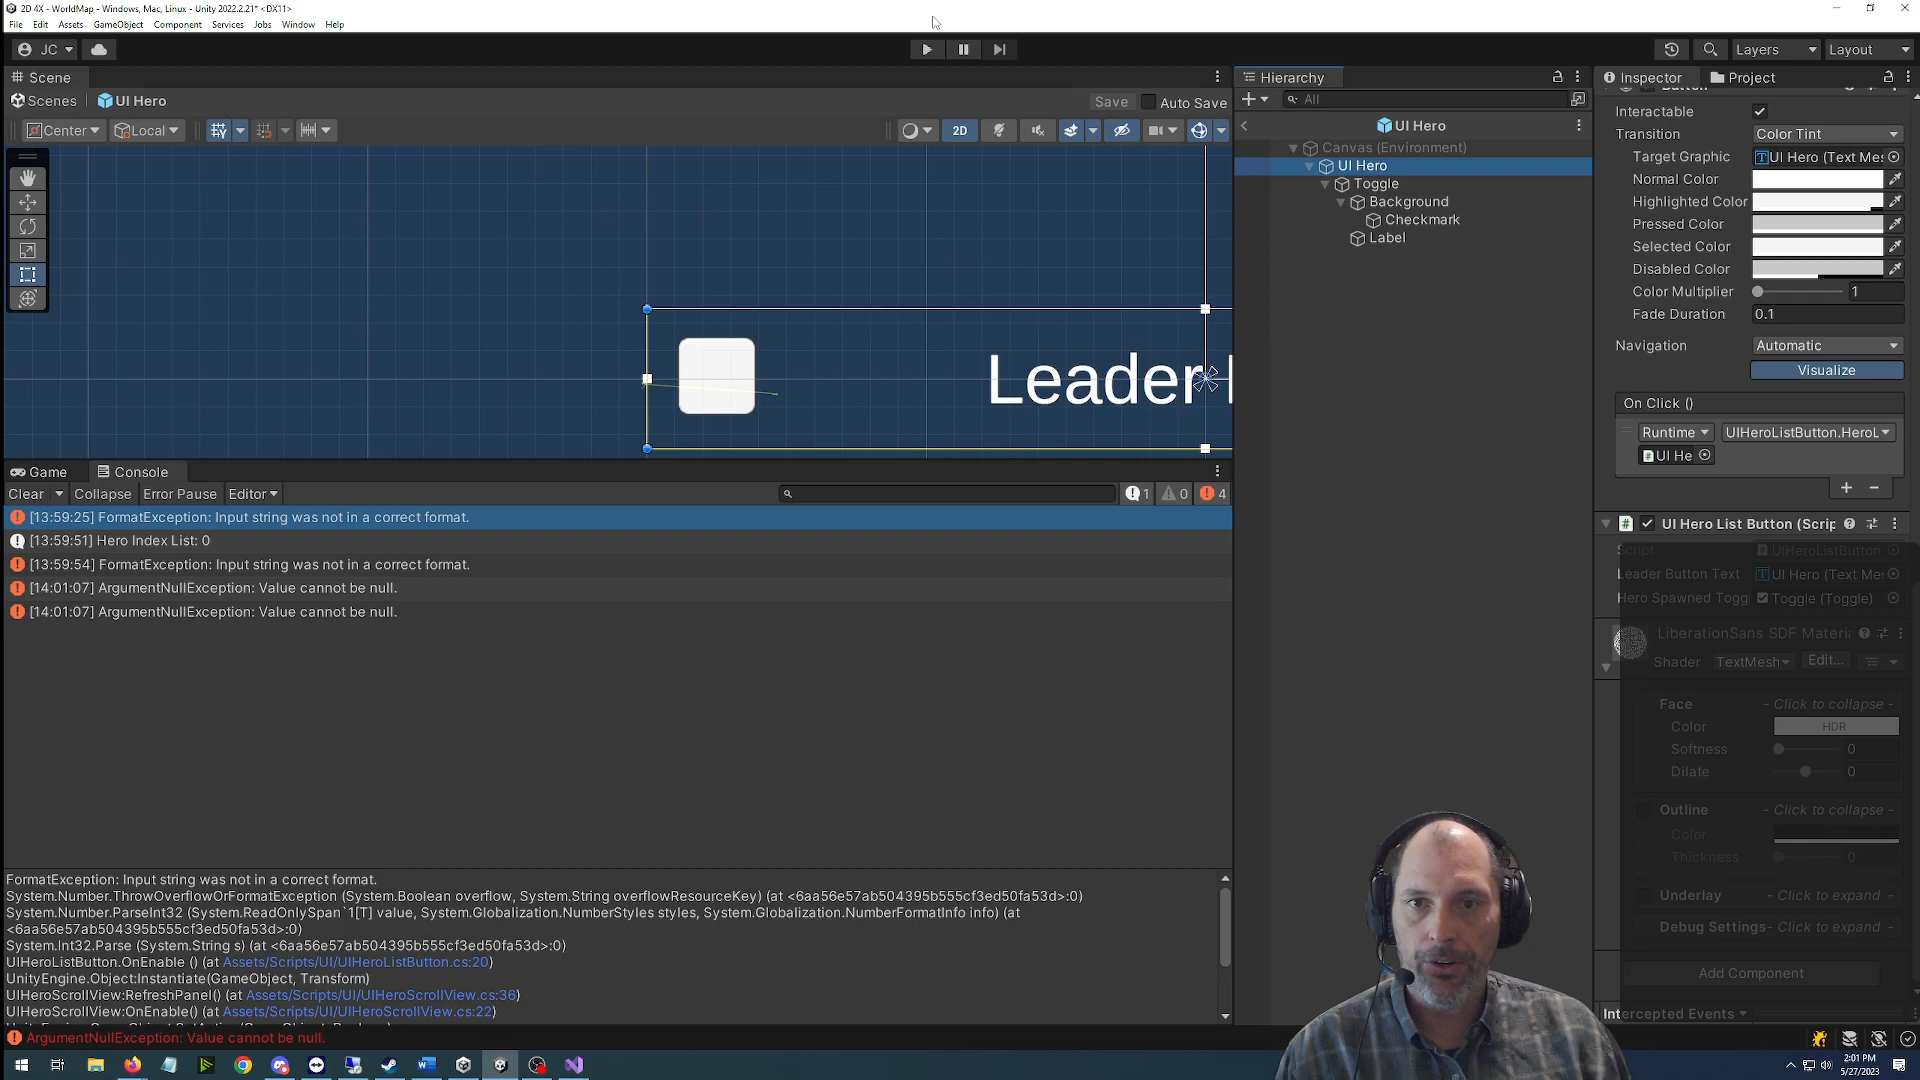 2D 4X - WorldMap - Windows, Mac, Linux - Unity 2022.2.21* <DX11>
File Edit Assets GameObject Component Services Jobs Window Help
JC Layers Layout
Scene
Scenes UI Hero Save Auto Save
Center Local 2D
Leader
Hierarchy
All
UI Hero
Canvas (Environment)
UI Hero
Toggle
Background
Checkmark
Label
Inspector Project
Button
Interactable
Transition Color Tint
Target Graphic UI Hero (Text Mes
Normal Color
Highlighted Color
Pressed Color
Selected Color
Disabled Color
Color Multiplier 1
Fade Duration 0.1
Navigation Automatic
Visualize
On Click ()
Runtime UIHeroListButton.HeroL
UI He
+ -
# UI Hero List Button (Scrip
Script UIHeroListButton
Leader Button Text UI Hero (Text Mes
Hero Spawned Toggl Toggle (Toggle)
LiberationSans SDF Materi
Shader TextMesh Edit...
Face - Click to collapse -
Color HDR
Softness 0
Dilate 0
Outline - Click to collapse -
Color
Thickness 0
Underlay - Click to expand -
Debug Settings - Click to expand -
Add Component
Intercepted Events
Game Console
Clear Collapse Error Pause Editor 1 0 4
[13:59:25] FormatException: Input string was not in a correct format.
[13:59:51] Hero Index List: 0
[13:59:54] FormatException: Input string was not in a correct format.
[14:01:07] ArgumentNullException: Value cannot be null.
[14:01:07] ArgumentNullException: Value cannot be null.
FormatException: Input string was not in a correct format.
System.Number.ThrowOverflowOrFormatException (System.Boolean overflow, System.String overflowResourceKey) (at <6aa56e57ab504395b555cf3ed50fa53d>:0)
System.Number.ParseInt32 (System.ReadOnlySpan`1[T] value, System.Globalization.NumberStyles styles, System.Globalization.NumberFormatInfo info) (at
<6aa56e57ab504395b555cf3ed50fa53d>:0)
System.Int32.Parse (System.String s) (at <6aa56e57ab504395b555cf3ed50fa53d>:0)
UIHeroListButton.OnEnable () (at Assets/Scripts/UI/UIHeroListButton.cs:20)
UnityEngine.Object:Instantiate(GameObject, Transform)
UIHeroScrollView:RefreshPanel() (at Assets/Scripts/UI/UIHeroScrollView.cs:36)
UIHeroScrollView:OnEnable() (at Assets/Scripts/UI/UIHeroScrollView.cs:22)
ArgumentNullException: Value cannot be null.
2:01 PM
5/27/2023